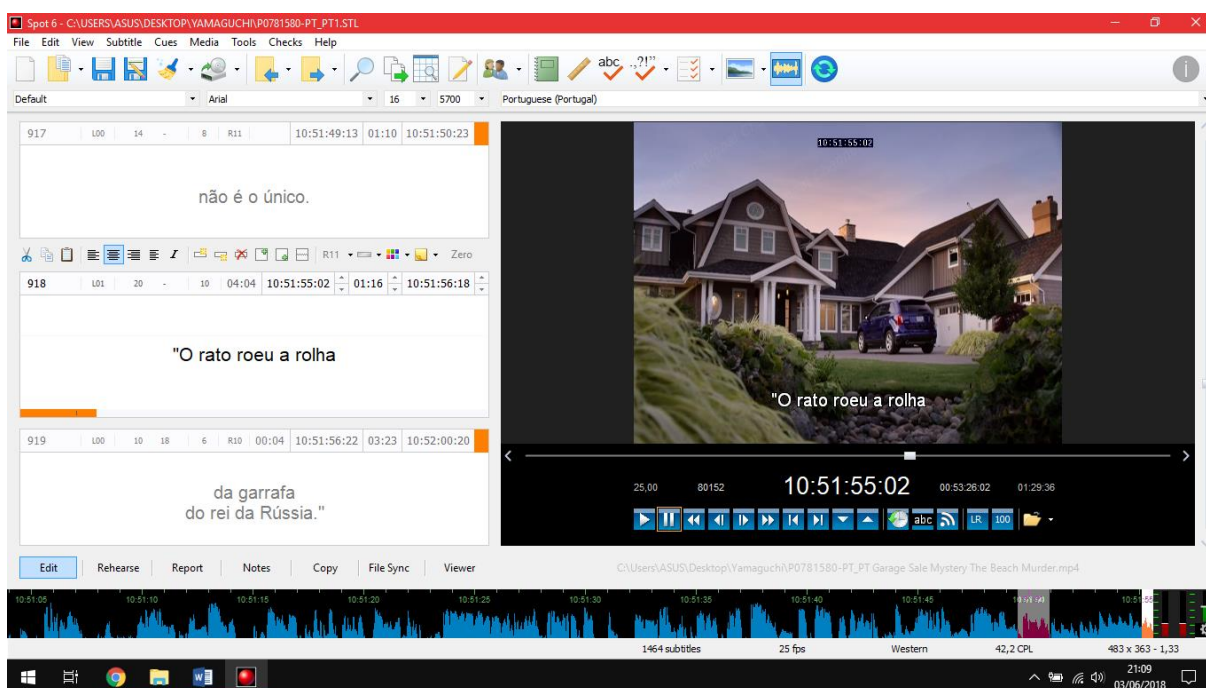 Spot 6 - C:\USERS\ASUS\DESKTOP\YAMAGUCHI\P0781580-PT_PT1.STL
File Edit View Subtitle Cues Media Tools Checks Help
abc .,?!”
Default Arial 16 5700 Portuguese (Portugal)
917 L00 14 - 8 R11 10:51:49:13 01:10 10:51:50:23
não é o único.
I R11 Zero
918 L01 20 - 10 04:04 10:51:55:02 01:16 10:51:56:18
"O rato roeu a rolha
919 L00 10 18 6 R10 00:04 10:51:56:22 03:23 10:52:00:20
da garrafa
do rei da Rússia."
10:51:55:02
"O rato roeu a rolha
25,00 80152 10:51:55:02 00:53:26:02 01:29:36
abc LR 100
Edit Rehearse Report Notes Copy File Sync Viewer
C:\Users\ASUS\Desktop\Yamaguchi\P0781580-PT_PT Garage Sale Mystery The Beach Murder.mp4
10:51:05 10:51:10 10:51:15 10:51:20 10:51:25 10:51:30 10:51:35 10:51:40 10:51:45 10:51:55
1464 subtitles 25 fps Western 42,2 CPL 483 x 363 - 1,33
21:09
03/06/2018